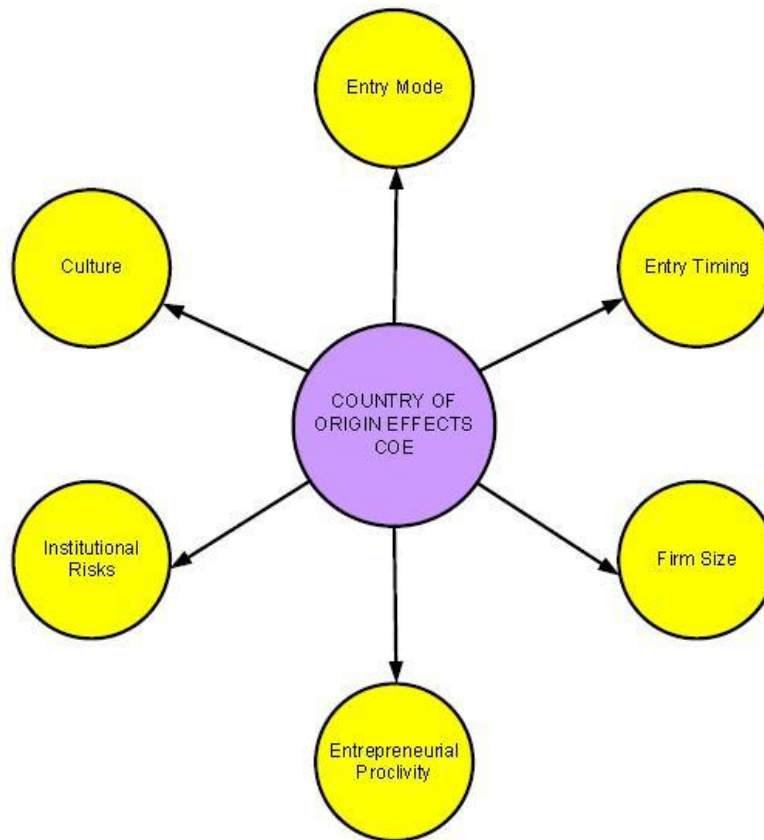 Entry Mode
Culture
Entry Timing
COUNTRY OF
ORIGIN EFFECTS
COE
Institutional
Risks
Firm Size
Entrepreneurial
Proclivity